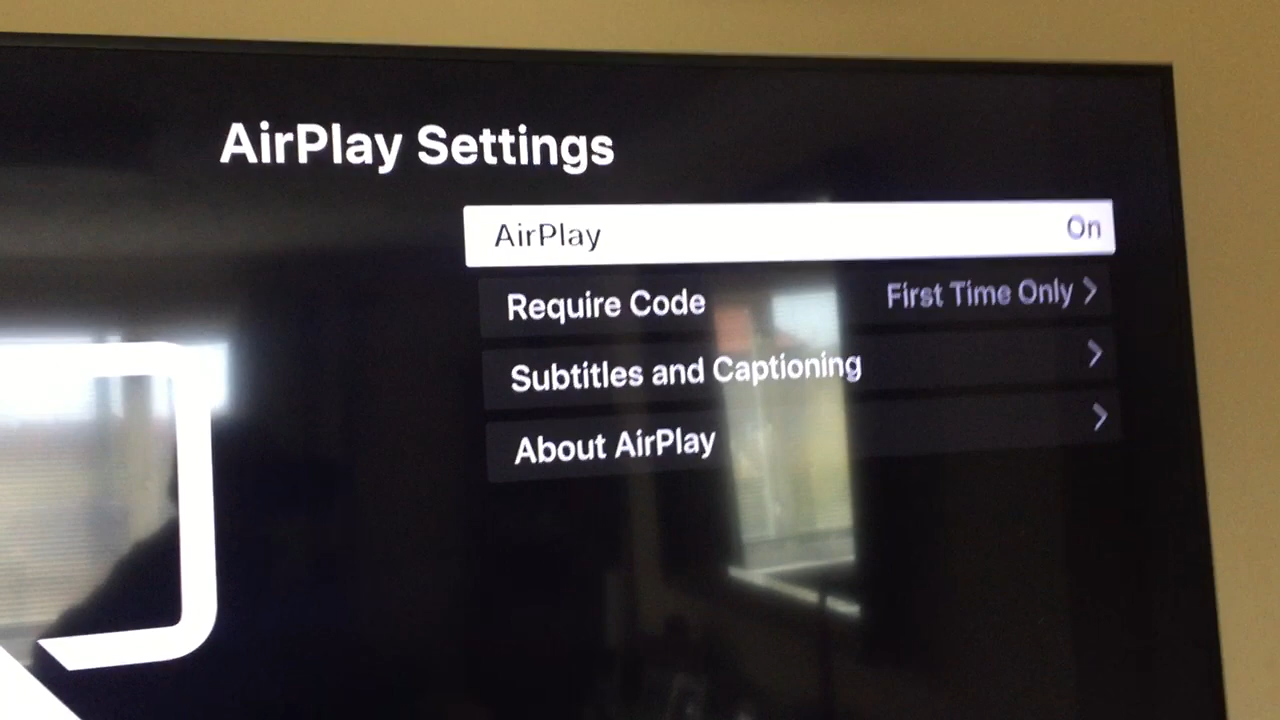 AirPlay Settings
AirPlay On
Require Code First Time Only
Subtitles and Captioning
About AirPlay